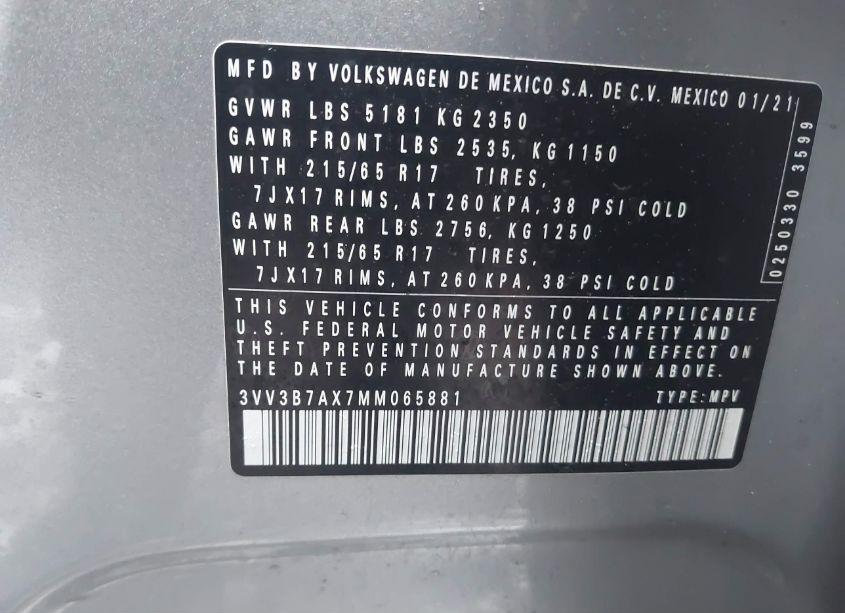 MFD BY VOLKSWAGEN DE MEXICO S.A. DE C.V. MEXICO 01/21
GVWR LBS 5181 KG 2350
GAWR FRONT LBS 2535, KG 1150
WITH 215/65 R17 TIRES,
7JX17 RIMS, AT 260 KPA, 38 PSI COLD
GAWR REAR LBS 2756, KG 1250
WITH 215/65 R17 TIRES,
7JX17 RIMS, AT 260 KPA, 38 PSI COLD
0250330 3599
THIS VEHICLE CONFORMS TO ALL APPLICABLE
U.S. FEDERAL MOTOR VEHICLE SAFETY AND
THEFT PREVENTION STANDARDS IN EFFECT ON
THE DATE OF MANUFACTURE SHOWN ABOVE.
3VV3B7AX7MM065881 TYPE:MPV